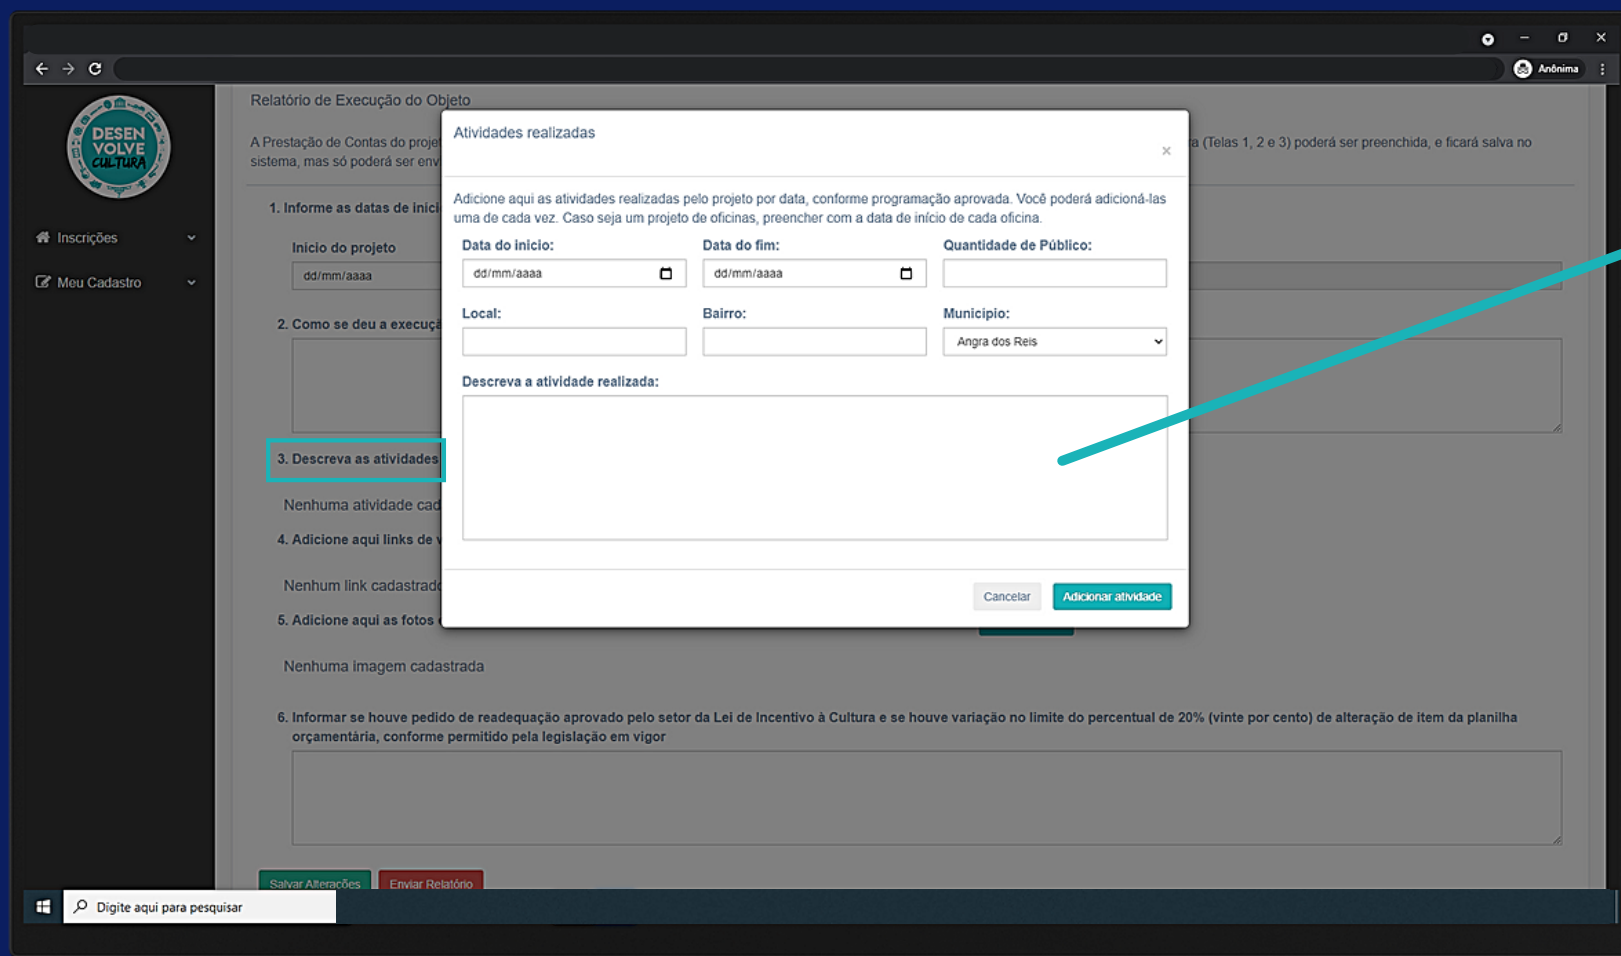 Anônima
DESEN
VOLVE
CULTURA
Inscrições
Meu Cadastro
Relatório de Execução do Objeto
A Prestação de Contas do
ra (Telas 1, 2 e 3) poderá ser preenchida, e ficará salva no
sistema, mas só poderá ser
1. Informe as datas de
Inicio do projeto
dd/mm/aaaa
2. Como se deu a
3. Descreva as atividades
Nenhuma atividade
4. Adicione aqui links de
Nenhum link
5. Adicione aqui as fotos
Nenhuma imagem cadastrada
6. Informar se houve pedido de readequação aprovado pelo setor da Lei de Incentivo à Cultura e se houve variação no limite do percentual de 20% (vinte por cento) de alteração de item da planilha
orçamentária, conforme permitido pela legislação em vigor
Salvar Alterações
Enviar Relatório
Atividades realizadas
×
Adicione aqui as atividades realizadas pelo projeto por data, conforme programação aprovada. Você poderá adicioná-las
uma de cada vez. Caso seja um projeto de oficinas, preencher com a data de início de cada oficina.
Data do inicio:
Data do fim:
Quantidade de Público:
dd/mm/aaaa
dd/mm/aaaa
Local:
Bairro:
Municipio:
Angra dos Reis
Descreva a atividade realizada:
Cancelar
Adicionar atividade
Digite aqui para pesquisar